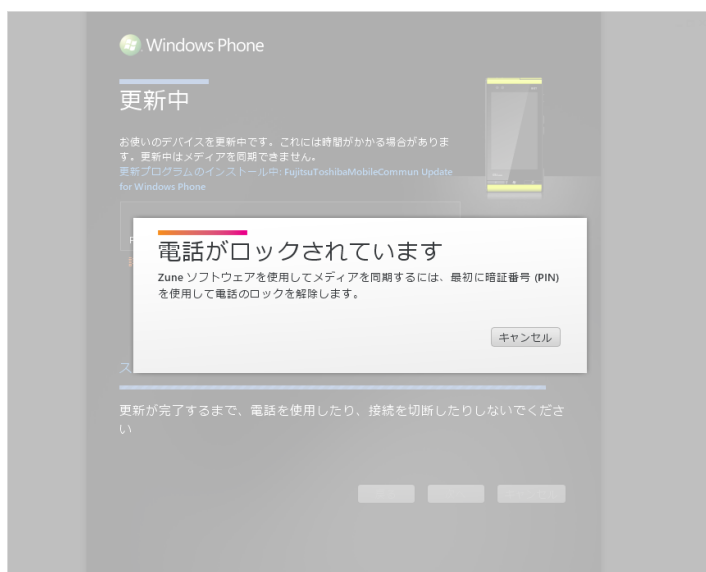 Windows Phone
更新中
お使いのデバイスを更新中です。これには時間がかかる場合がありま
す。更新中はメディアを同期できません。
更新プログラムのインストール中: FujitsuToshibaMobileCommun Update
for Windows Phone
電話がロックされています
Zune ソフトウェアを使用してメディアを同期するには、最初に暗証番号 (PIN)
を使用して電話のロックを解除します。
キャンセル
ス
更新が完了するまで、電話を使用したり、接続を切断したりしないでくださ
い